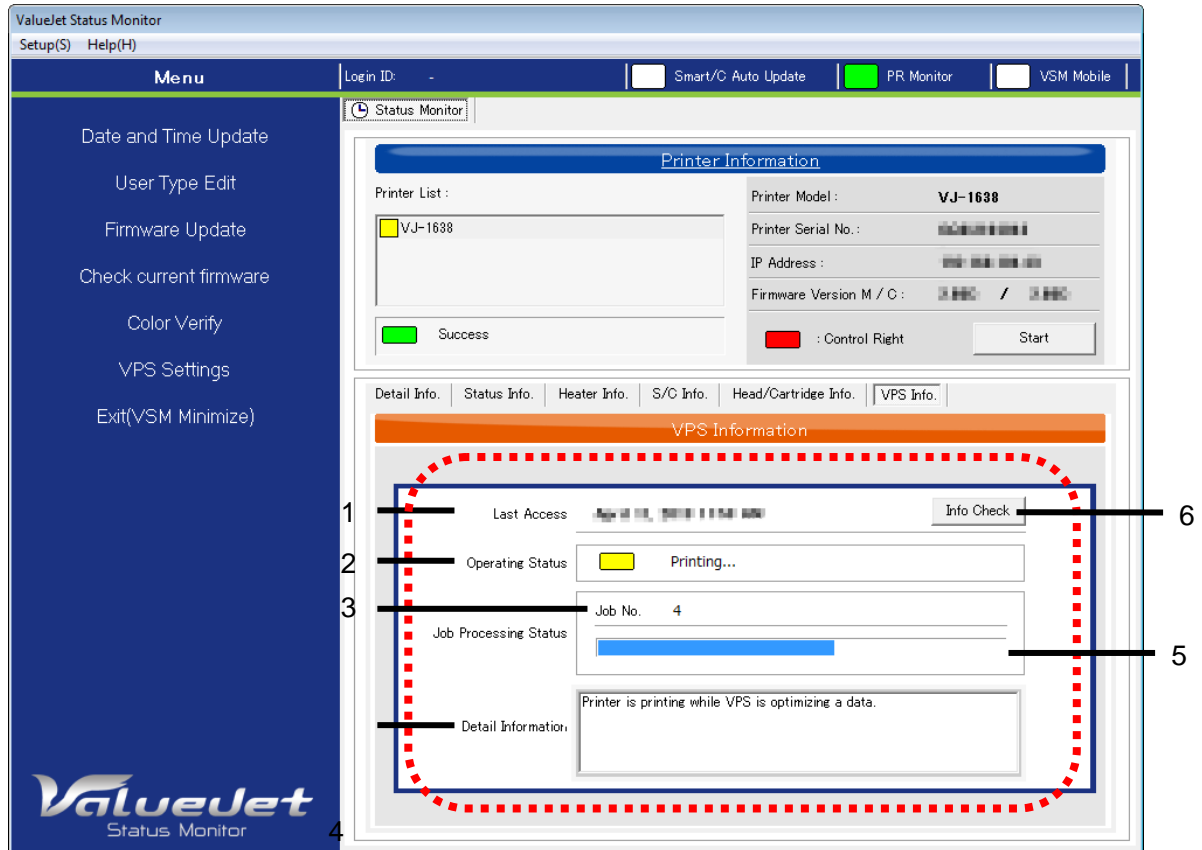 ValueJet Status Monitor
Setup(S) Help(H)
Menu
Login ID: -
Smart/C Auto Update
PR Monitor
VSM Mobile
Date and Time Update
User Type Edit
Firmware Update
Check current firmware
Color Verify
VPS Settings
Exit(VSM Minimize)
Status Monitor
Printer Information
Printer List :
VJ-1638
Success
Printer Model : VJ-1638
Printer Serial No. :
IP Address :
Firmware Version M / C : /
: Control Right
Start
Detail Info. Status Info. Heater Info. S/C Info. Head/Cartridge Info. VPS Info.
VPS Information
1 Last Access
Info Check 6
2 Operating Status Printing...
3 Job No. 4
Job Processing Status
5
Detail Information
Printer is printing while VPS is optimizing a data.
ValueJet
Status Monitor
4